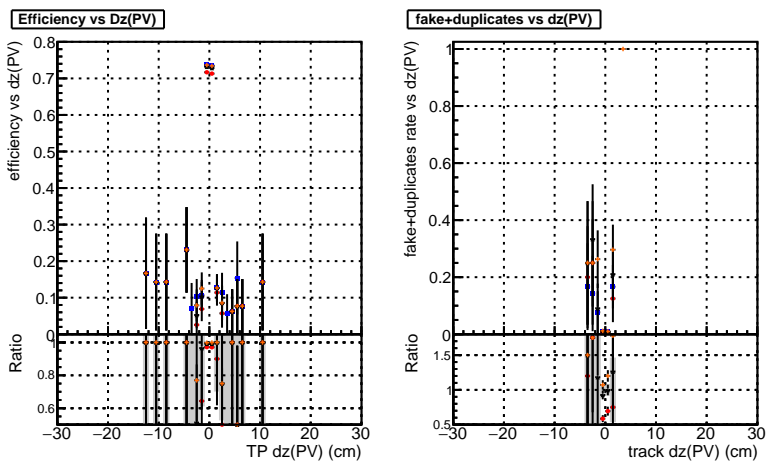 Efficiency vs Dz(PV)
efficiency vs dz(PV)
0.8
0.7
0.6
0.5
0.4
0.3
0.2
0.1
0
Ratio
1
0.8
0.6
−30 −20 −10 0 10 20 30
TP dz(PV) (cm)
fake+duplicates vs dz(PV)
fake+duplicates rate vs dz(PV)
1
0.8
0.6
0.4
0.2
0
Ratio
1.5
1
0.5
−30 −20 −10 0 10 20 30
track dz(PV) (cm)